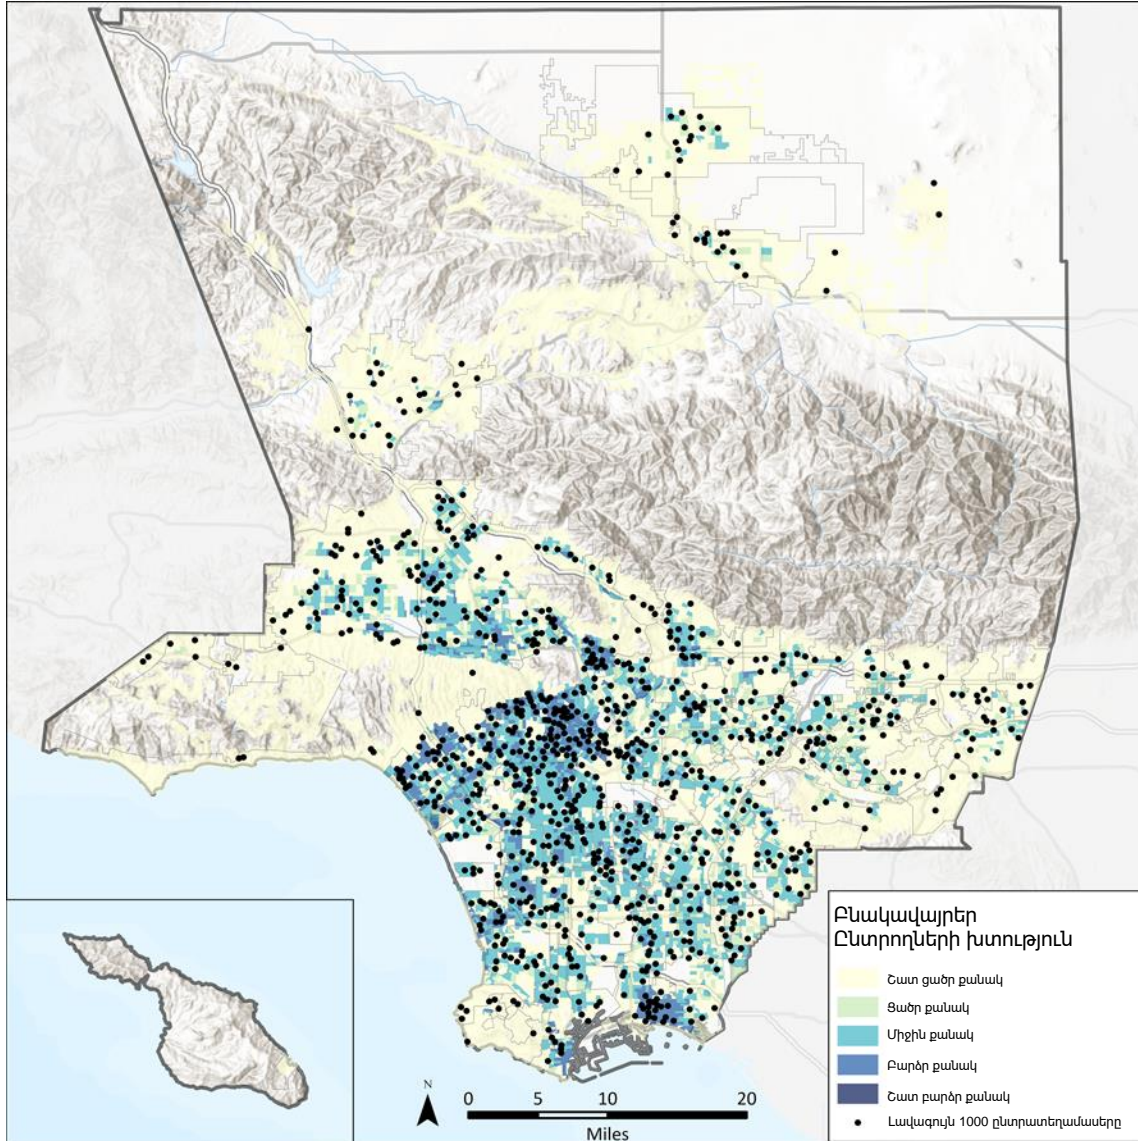 Բնակավայրեր
Ընտրողների խտություն
Շատ ցածր քանակ
Ցածր քանակ
Միջին քանակ
Բարձր քանակ
Շատ բարձր քանակ
Լավագույն 1000 ընտրատեղամասերը
N
0 5 10 20
Miles